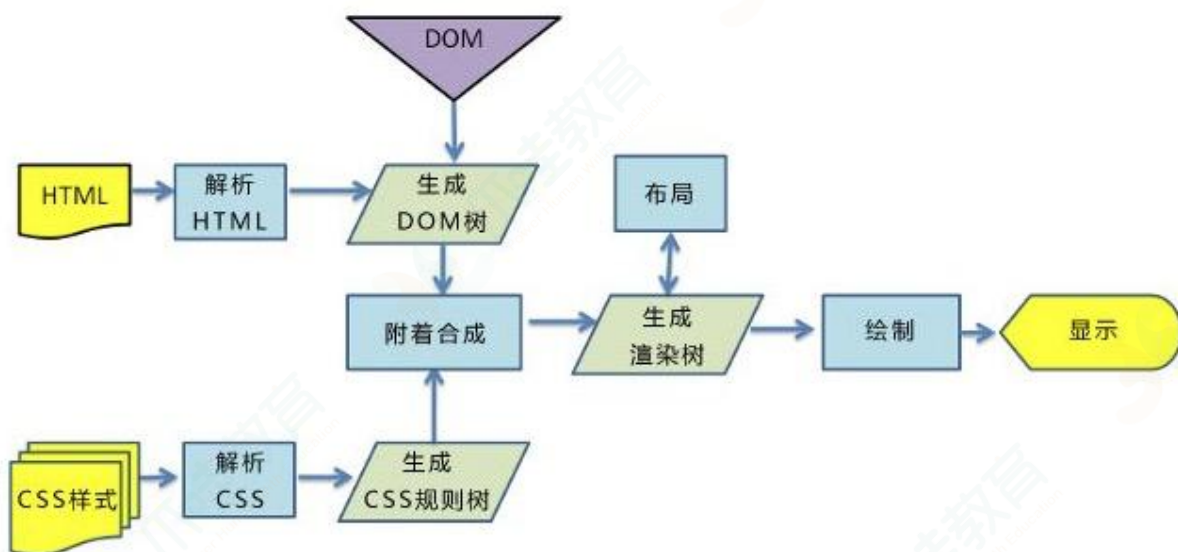 DOM
HTML
解析
HTML
生成
DOM树
布局
附着合成
生成
渲染树
绘制
显示
CSS样式
解析
CSS
生成
CSS规则树